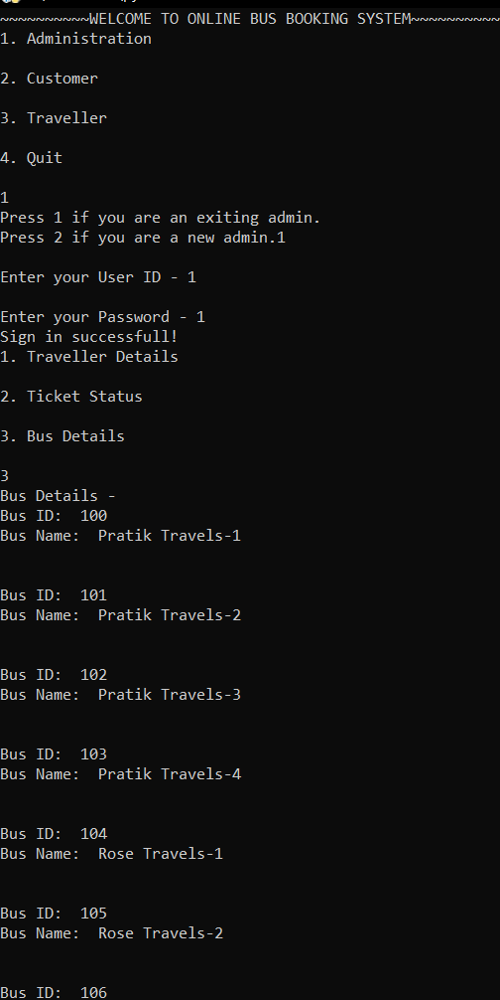 ~~~~~~~~~~WELCOME TO ONLINE BUS BOOKING SYSTEM~~~~~~~~~~
1. Administration
2. Customer
3. Traveller
4. Quit
1
Press 1 if you are an exiting admin.
Press 2 if you are a new admin.1
Enter your User ID - 1
Enter your Password - 1
Sign in successfull!
1. Traveller Details
2. Ticket Status
3. Bus Details
3
Bus Details -
Bus ID:  100
Bus Name:  Pratik Travels-1
Bus ID:  101
Bus Name:  Pratik Travels-2
Bus ID:  102
Bus Name:  Pratik Travels-3
Bus ID:  103
Bus Name:  Pratik Travels-4
Bus ID:  104
Bus Name:  Rose Travels-1
Bus ID:  105
Bus Name:  Rose Travels-2
Bus ID:  106